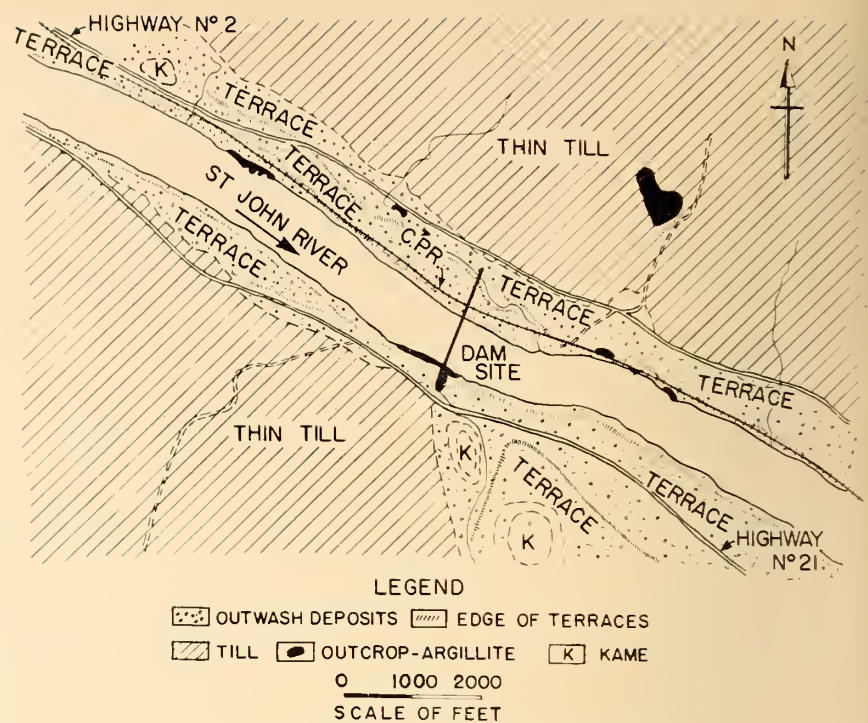 HIGHWAY Nº 2
N
TERRACE
K
TERRACE
THIN TILL
TERRACE
ST JOHN RIVER
TERRACE
C.P.R.
TERRACE
DAM
SITE
TERRACE
THIN TILL
K
TERRACE
TERRACE
K
HIGHWAY
Nº 21.
LEGEND
OUTWASH DEPOSITS EDGE OF TERRACES
TILL OUTCROP-ARGILLITE K KAME
0 1000 2000
SCALE OF FEET